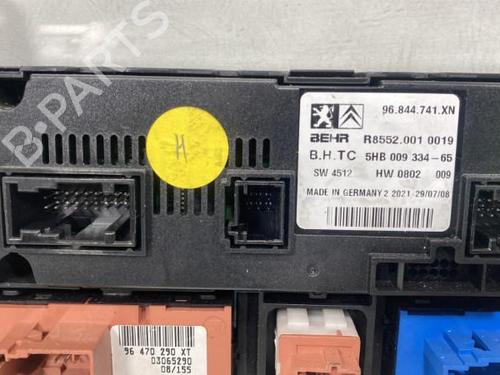 B-PARTS
H
96.844.741.XN
BEHR R8552.001 0019
B.H.TC 5HB 009 334-65
SW 4512 HW 0802 009
MADE IN GERMANY 2 2021-29/07/08
96 470 290 XT
03065290
08/155